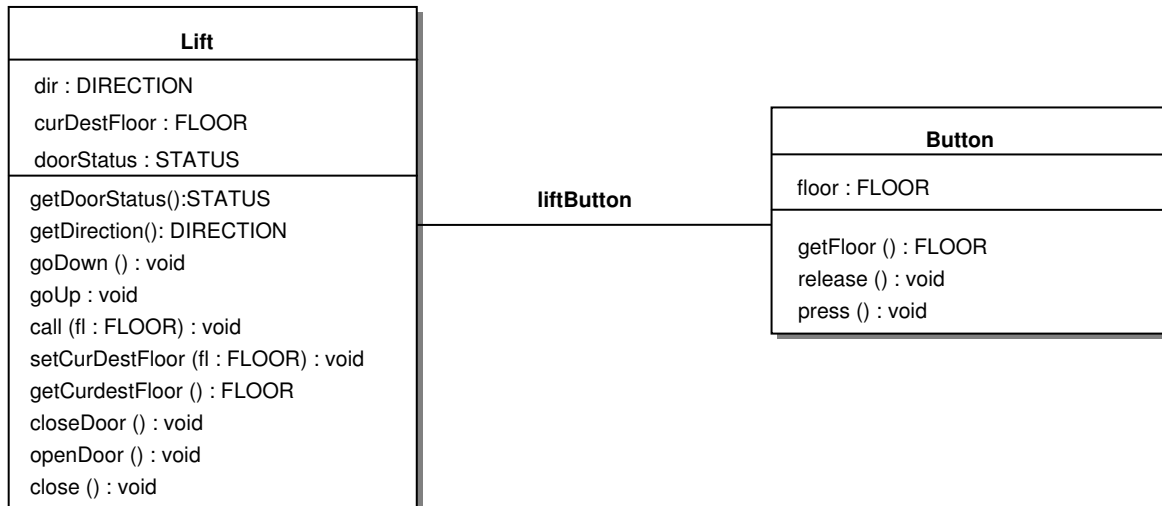 Lift
dir : DIRECTION
curDestFloor : FLOOR
doorStatus : STATUS
getDoorStatus():STATUS
getDirection(): DIRECTION
goDown () : void
goUp : void
call (fl : FLOOR) : void
setCurDestFloor (fl : FLOOR) : void
getCurdestFloor () : FLOOR
closeDoor () : void
openDoor () : void
close () : void
liftButton
Button
floor : FLOOR
getFloor () : FLOOR
release () : void
press () : void